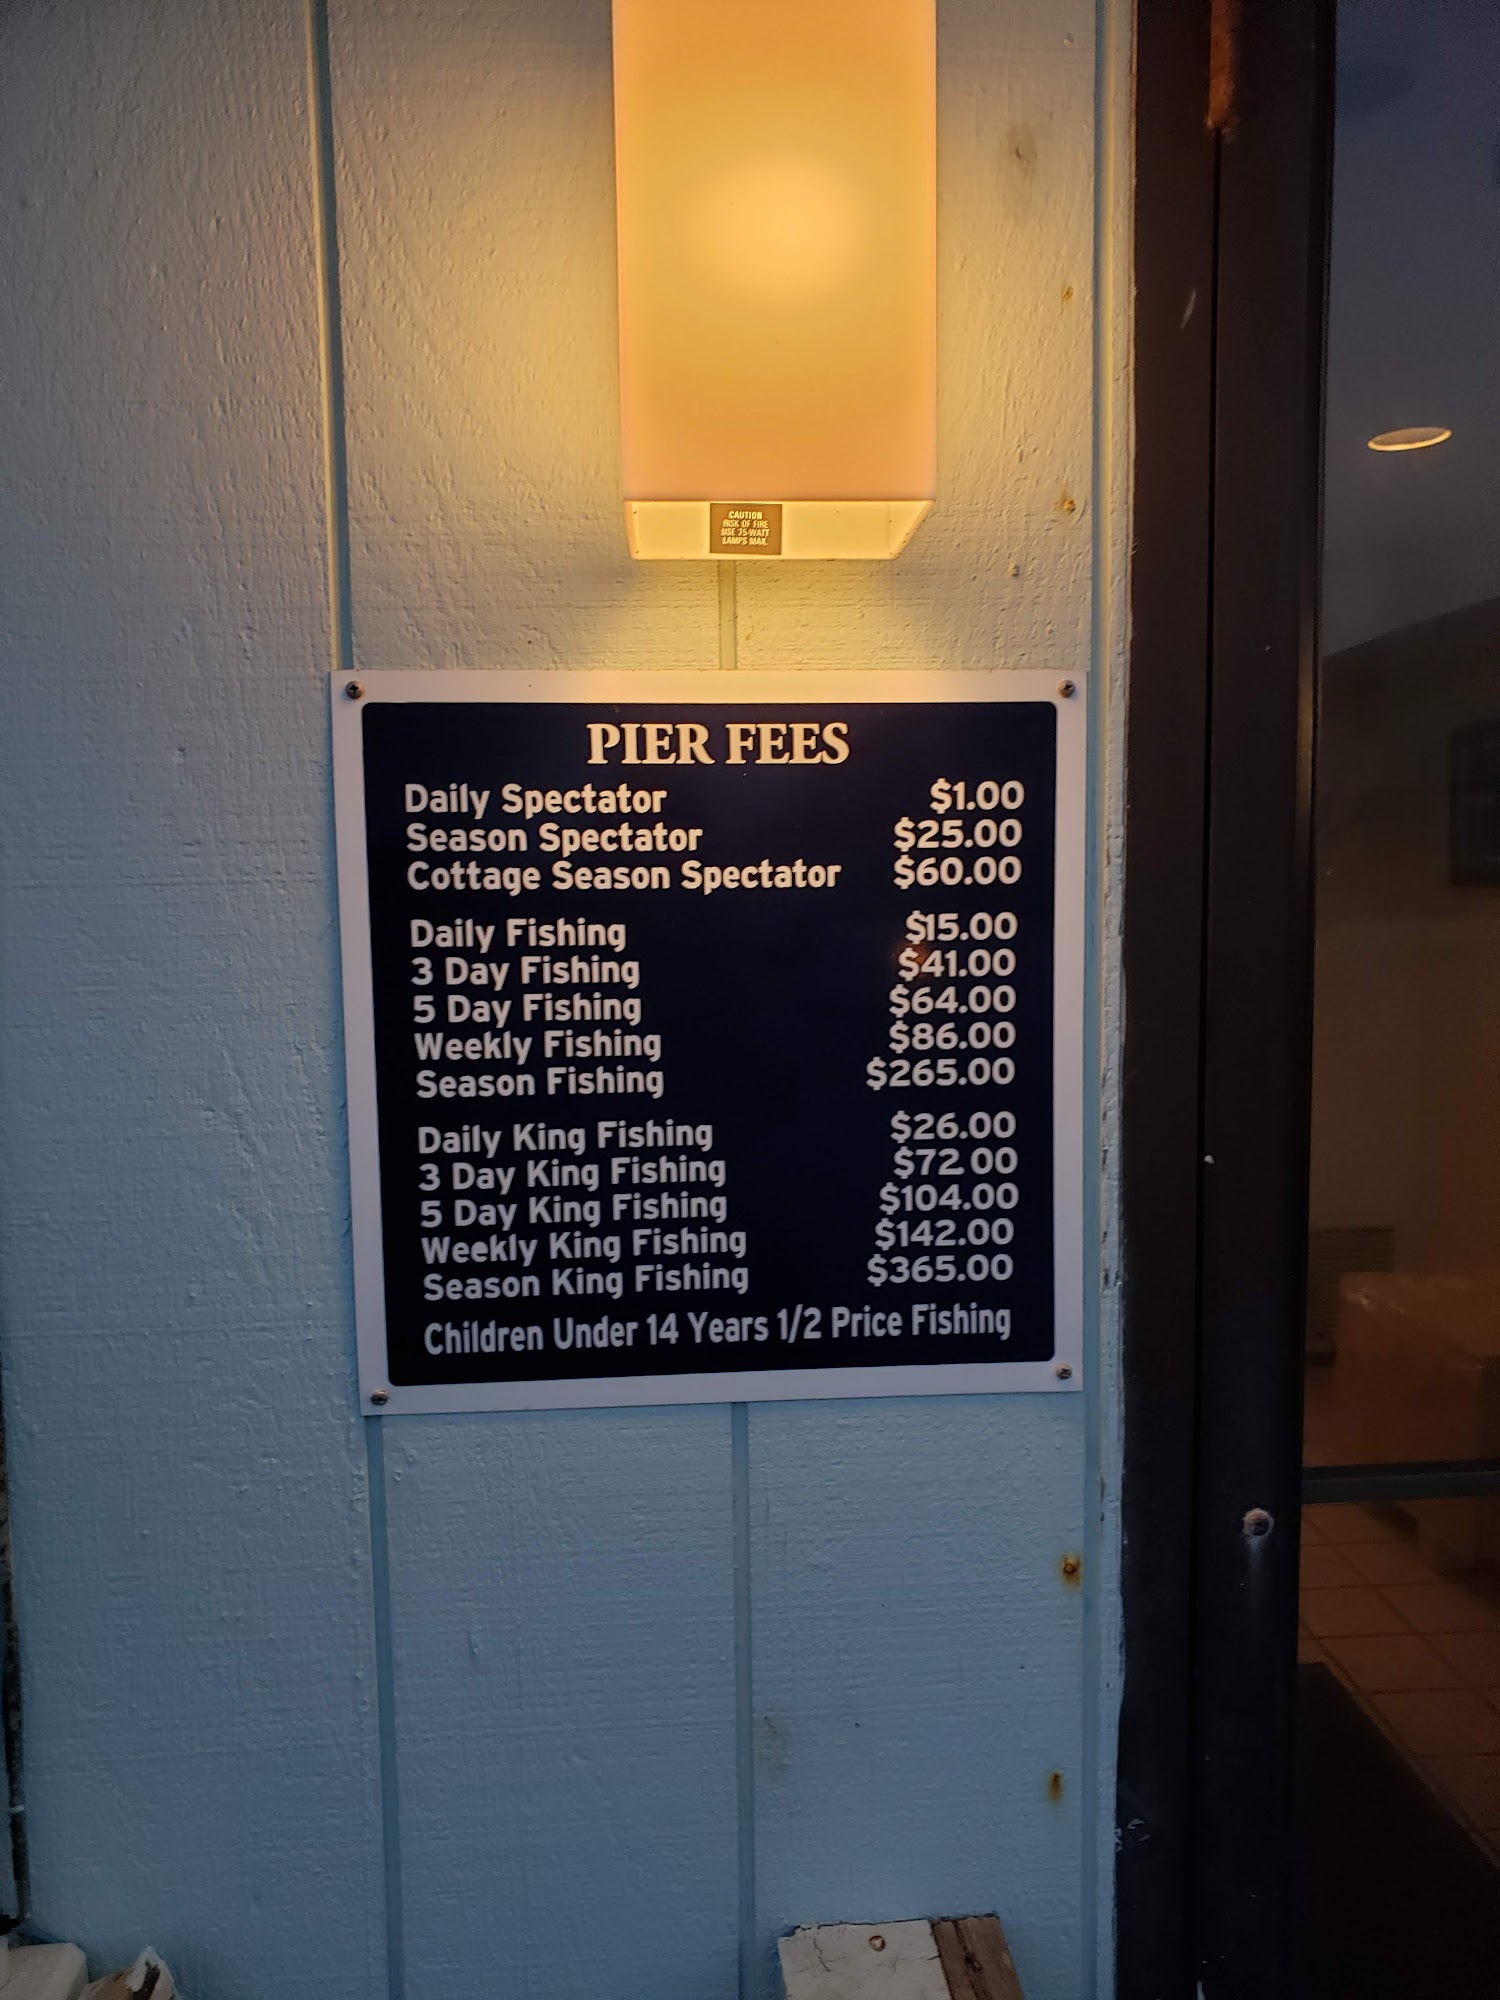 CAUTION
RISK OF FIRE
USE 75-WATT
LAMPS MAX.
PIER FEES
Daily Spectator $1.00
Season Spectator $25.00
Cottage Season Spectator $60.00
Daily Fishing $15.00
3 Day Fishing $41.00
5 Day Fishing $64.00
Weekly Fishing $86.00
Season Fishing $265.00
Daily King Fishing $26.00
3 Day King Fishing $72.00
5 Day King Fishing $104.00
Weekly King Fishing $142.00
Season King Fishing $365.00
Children Under 14 Years 1/2 Price Fishing